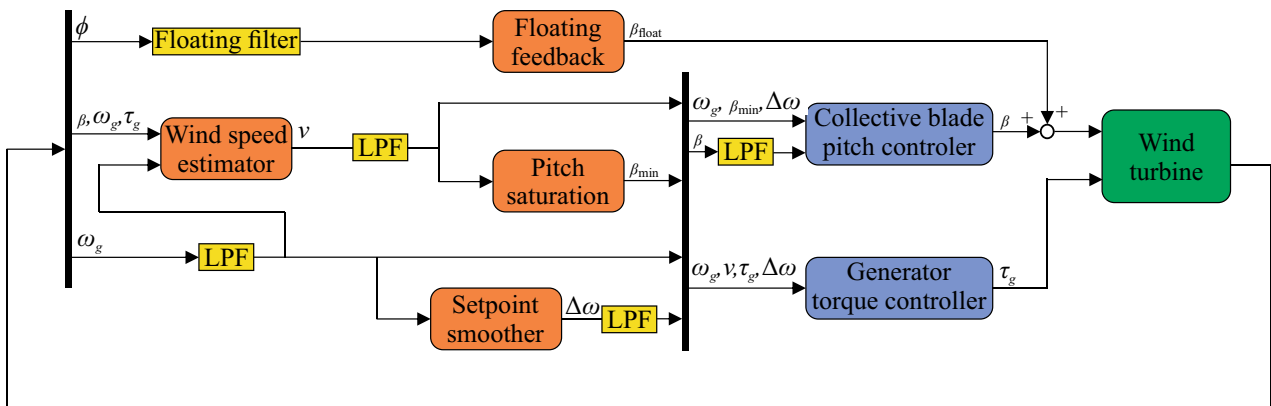 ϕ
Floating filter
Floating
feedback
β_float
β, ω_g, τ_g
Wind speed
estimator
v
LPF
Pitch
saturation
β_min
ω_g
LPF
Setpoint
smoother
Δω
LPF
ω_g, β_min, Δω
β
LPF
Collective blade
pitch controler
β
+
+
ω_g, v, τ_g, Δω
Generator
torque controller
τ_g
Wind
turbine